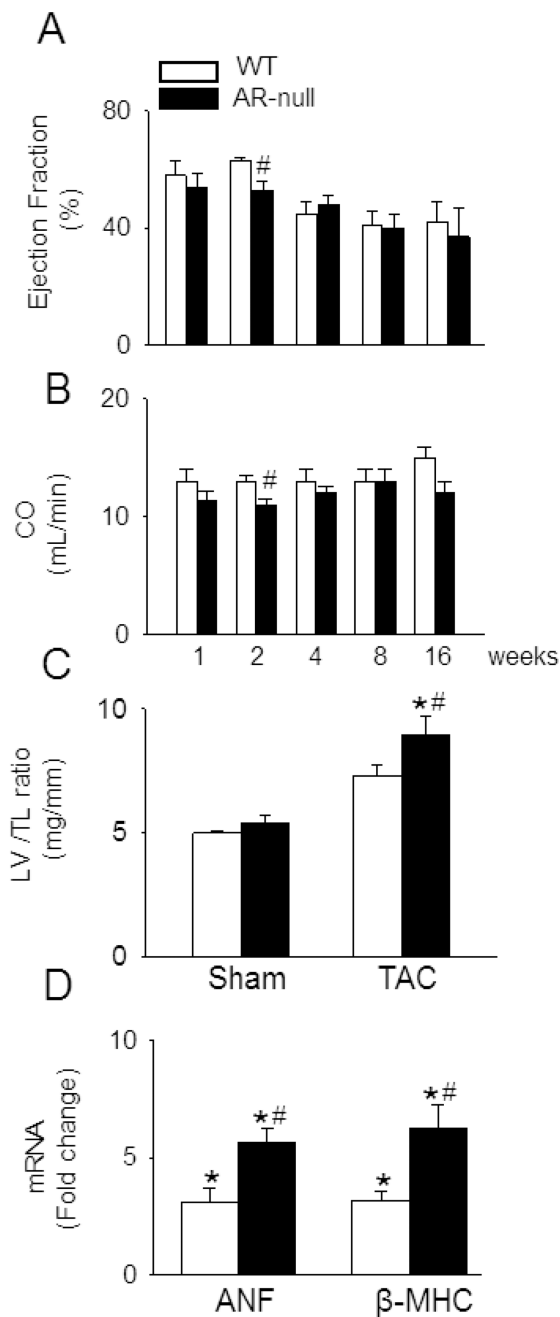 A
WT
AR-null
80
40
0
Ejection Fraction
(%)
#
B
20
10
0
CO
(mL/min)
#
1 2 4 8 16 weeks
C
10
5
0
LV /TL ratio
(mg/mm)
*#
Sham TAC
D
10
5
0
mRNA
(Fold change)
* *# * *#
ANF β-MHC